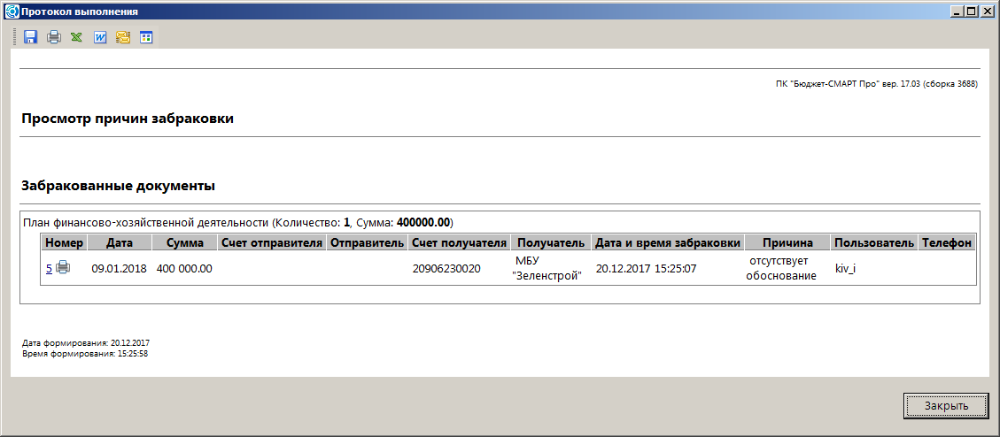 Протокол выполнения
ПК "Бюджет-СМАРТ Про" вер. 17.03 (сборка 3688)
Просмотр причин забраковки
Забракованные документы
План финансово-хозяйственной деятельности (Количество: 1, Сумма: 400000.00)
Номер Дата Сумма Счет отправителя Отправитель Счет получателя Получатель Дата и время забраковки Причина Пользователь Телефон
5 09.01.2018 400 000.00 20906230020 МБУ "Зеленстрой" 20.12.2017 15:25:07 отсутствует обоснование kiv_i
Дата формирования: 20.12.2017
Время формирования: 15:25:58
Закрыть